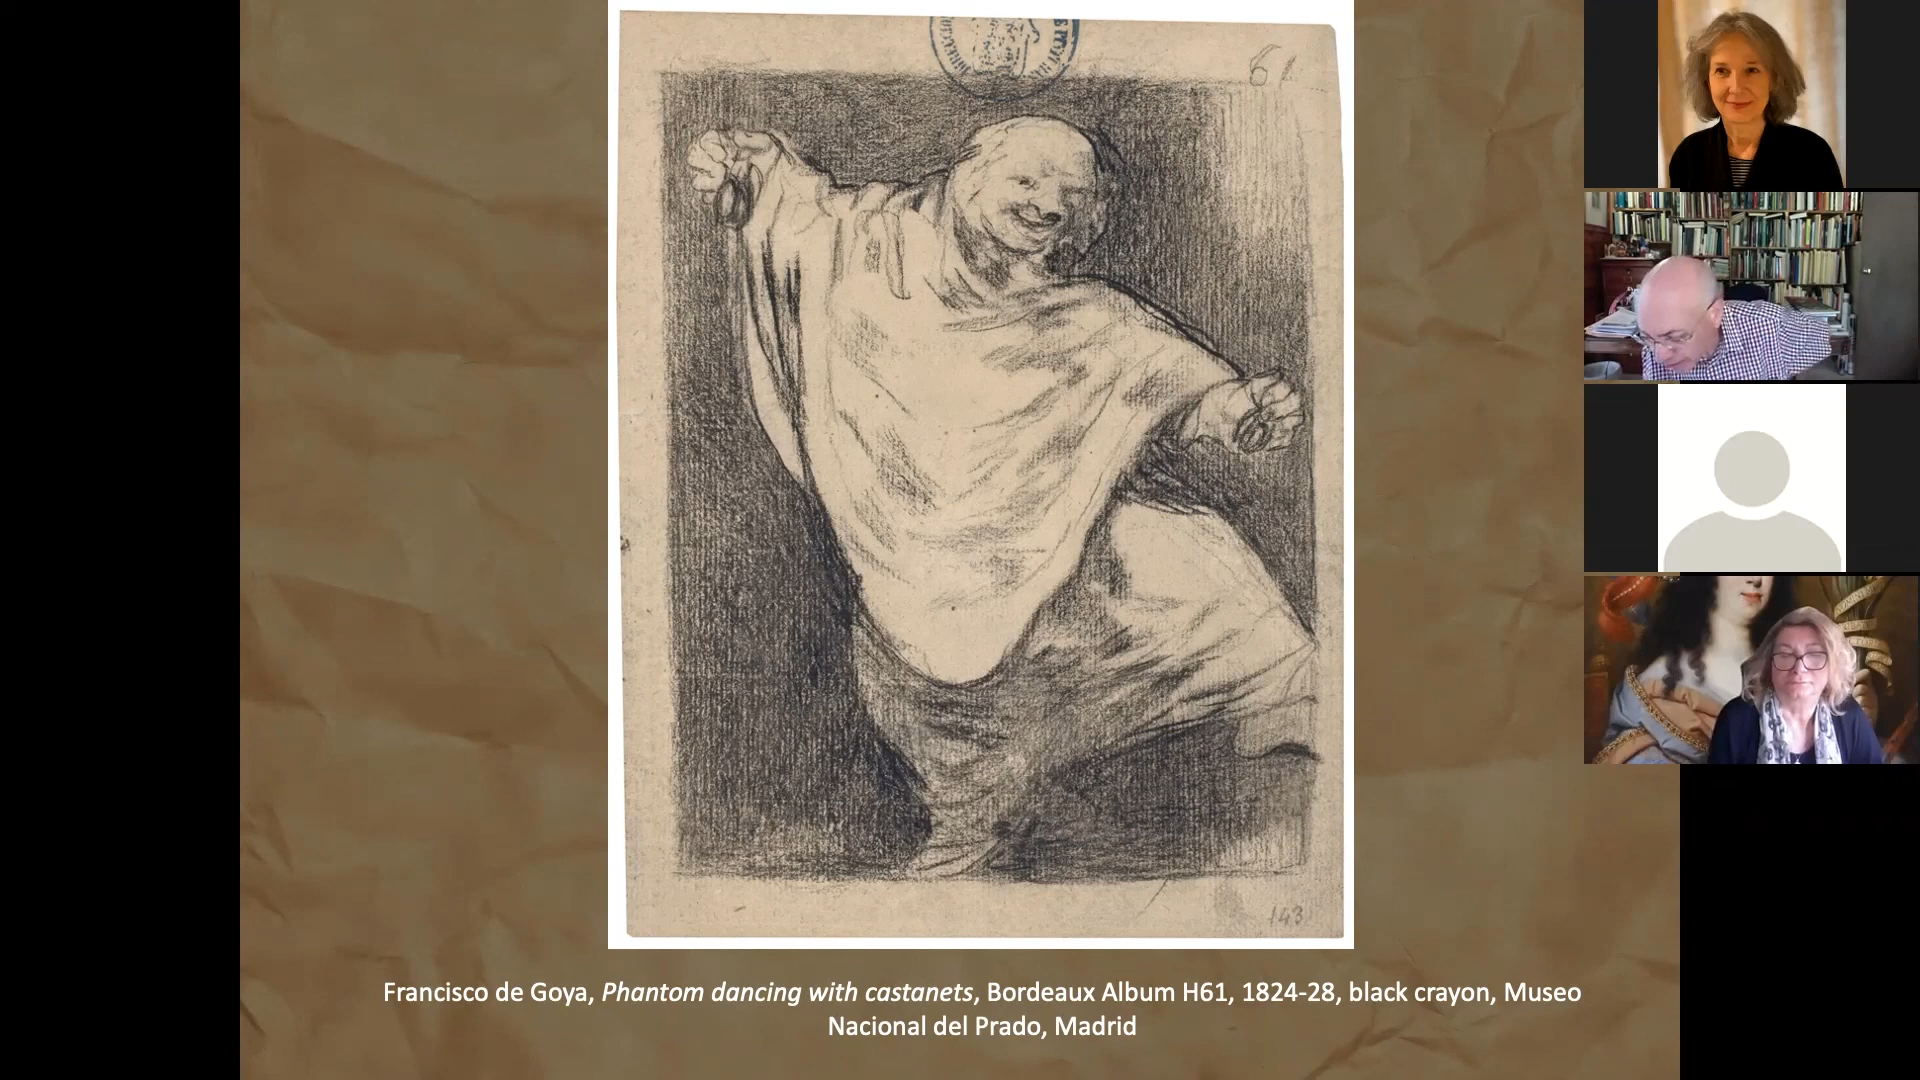 61
143
Francisco de Goya, Phantom dancing with castanets, Bordeaux Album H61, 1824-28, black crayon, Museo
Nacional del Prado, Madrid